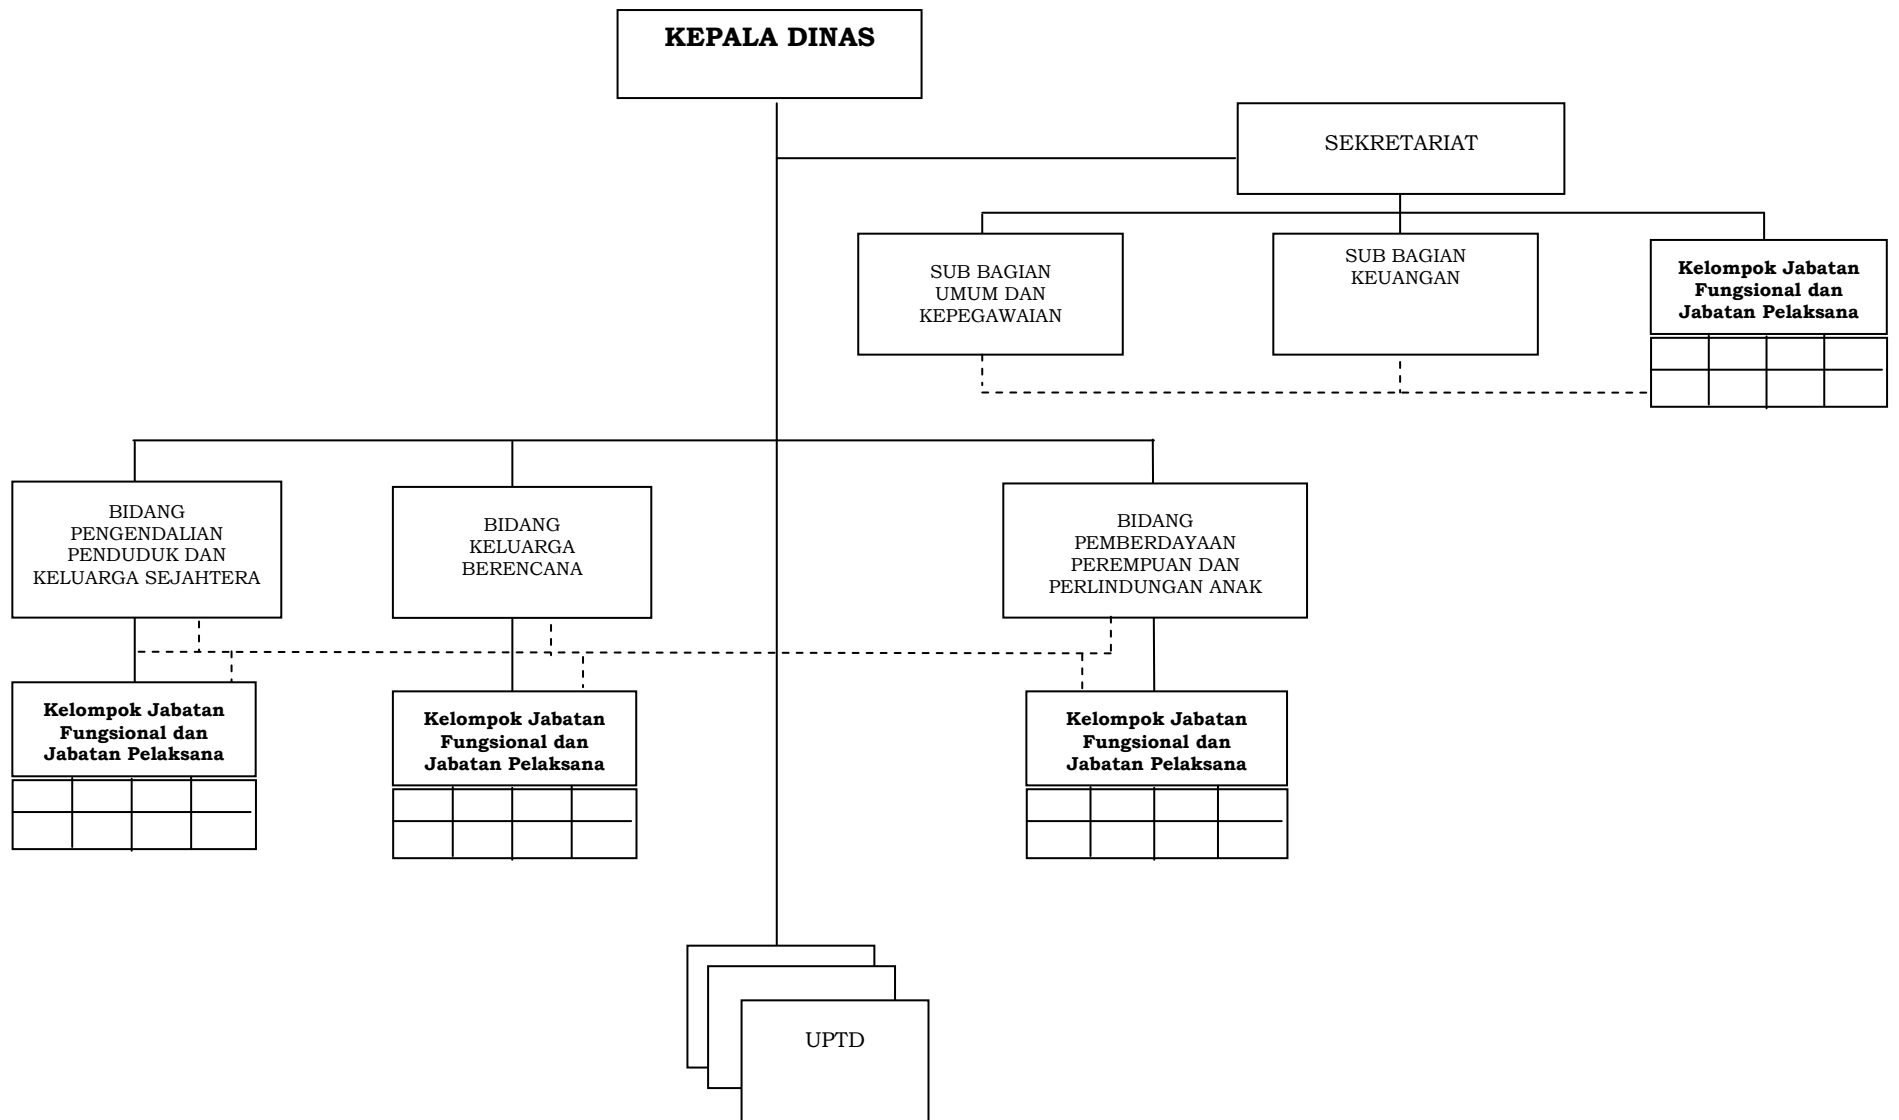 KEPALA DINAS
SEKRETARIAT
SUB BAGIAN
UMUM DAN
KEPEGAWAIAN
SUB BAGIAN
KEUANGAN
Kelompok Jabatan
Fungsional dan
Jabatan Pelaksana
BIDANG
PENGENDALIAN
PENDUDUK DAN
KELUARGA SEJAHTERA
BIDANG
KELUARGA
BERENCANA
BIDANG
PEMBERDAYAAN
PEREMPUAN DAN
PERLINDUNGAN ANAK
Kelompok Jabatan
Fungsional dan
Jabatan Pelaksana
Kelompok Jabatan
Fungsional dan
Jabatan Pelaksana
Kelompok Jabatan
Fungsional dan
Jabatan Pelaksana
UPTD